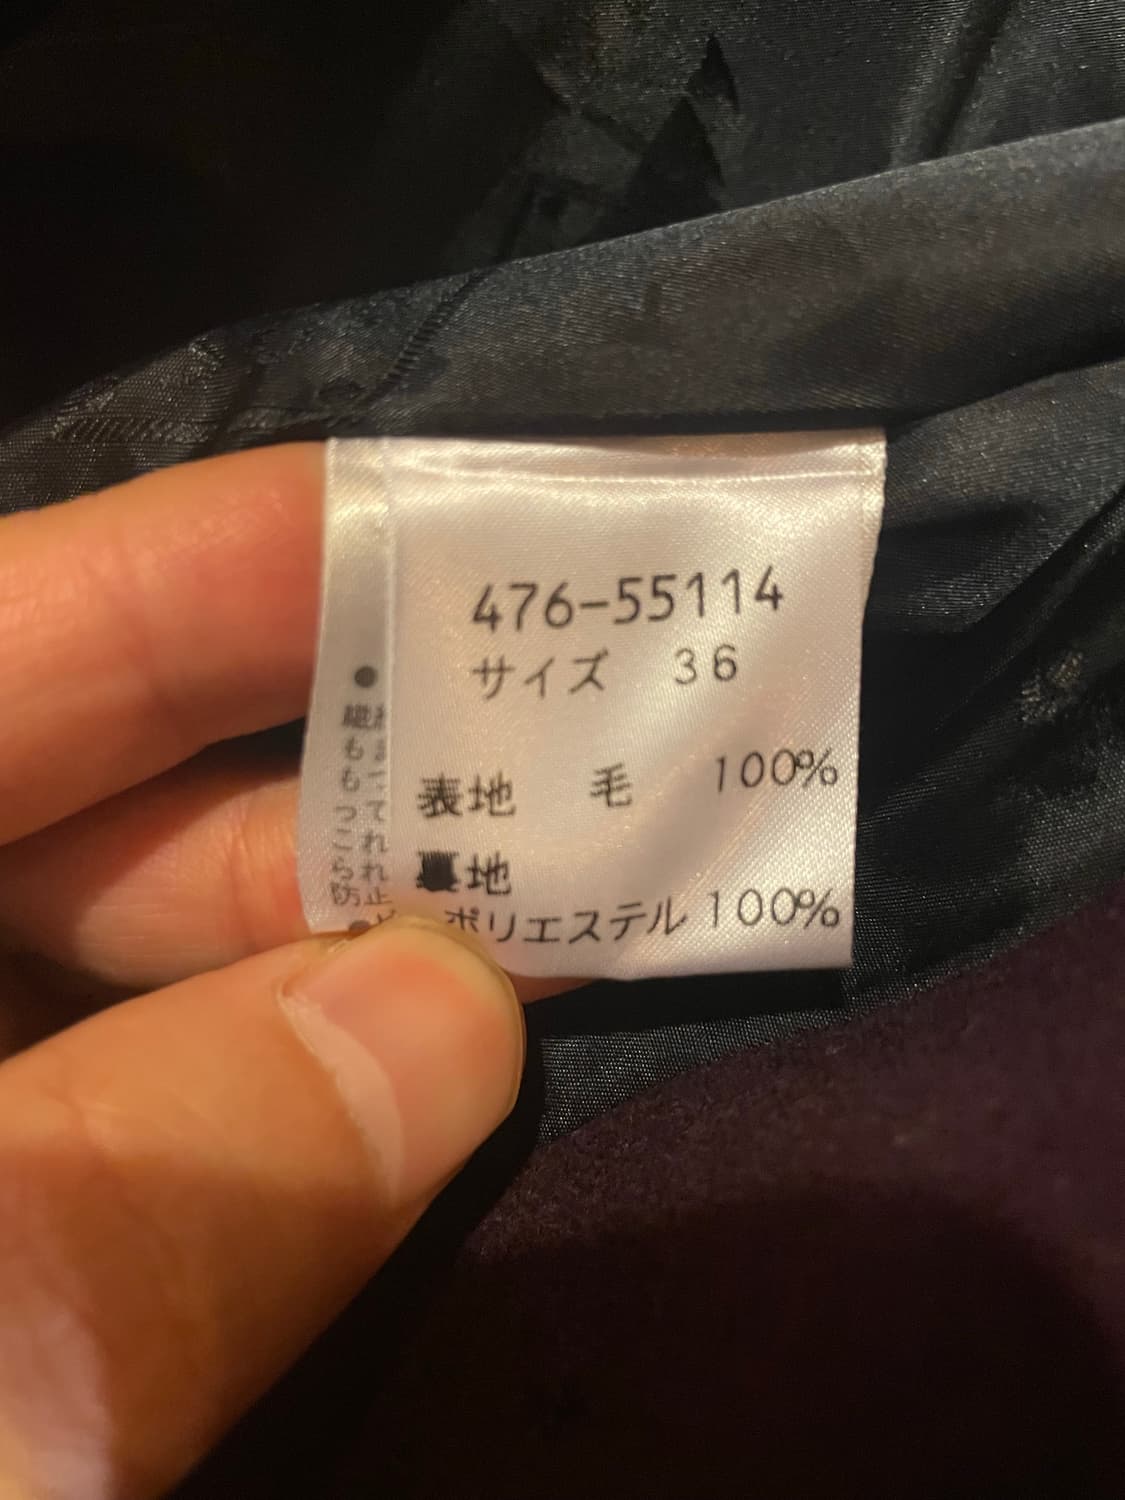 476-55114
サイズ 36
表地 毛 100%
裏地
ポリエステル 100%